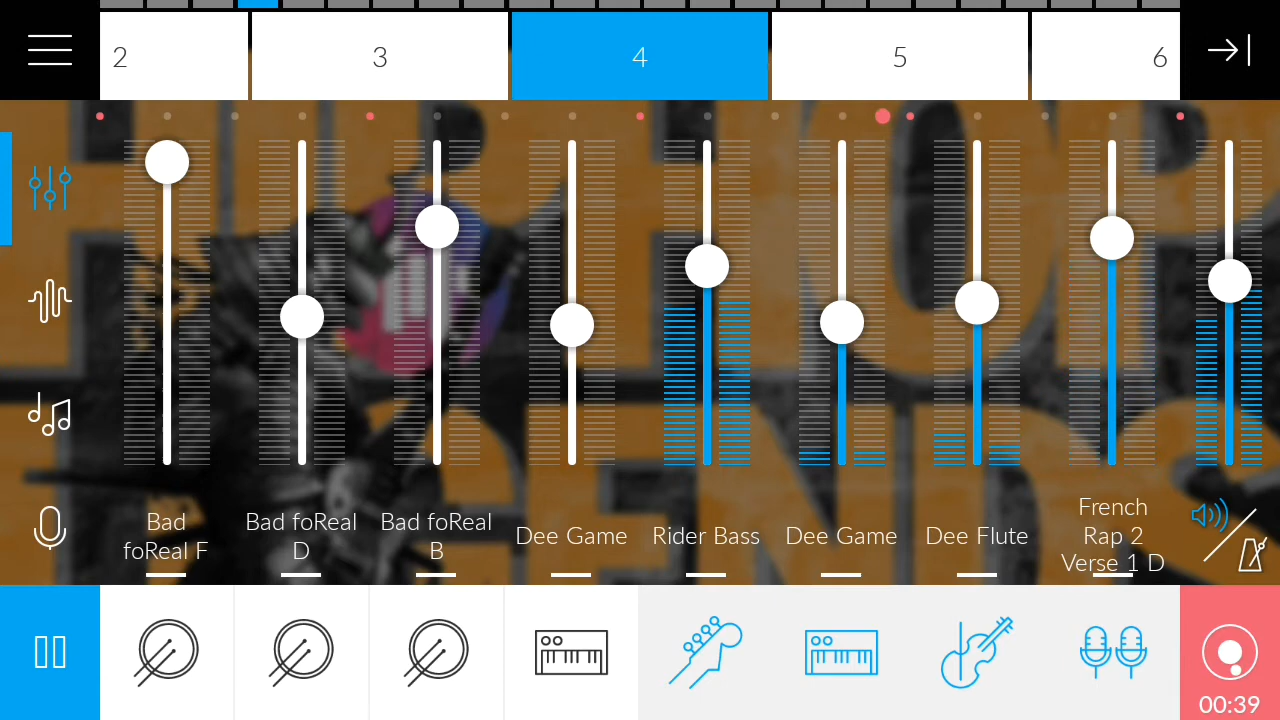 2
3
4
5
6
Bad
foReal F
Bad foReal
D
Bad foReal
B
Dee Game
Rider Bass
Dee Game
Dee Flute
French
Rap 2
Verse 1 D
00:39